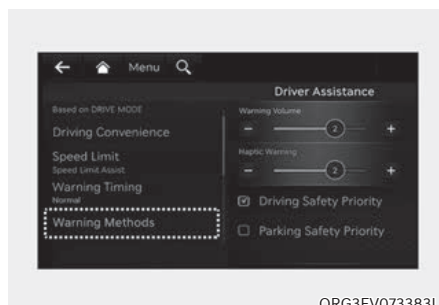 Menu
Driver Assistance
Based on DRIVE MODE
Driving Convenience
Speed Limit
Speed Limit Assist
Warning Timing
Normal
Warning Methods
Warning Volume
- 2 +
Haptic Warning
- 2 +
Driving Safety Priority
Parking Safety Priority